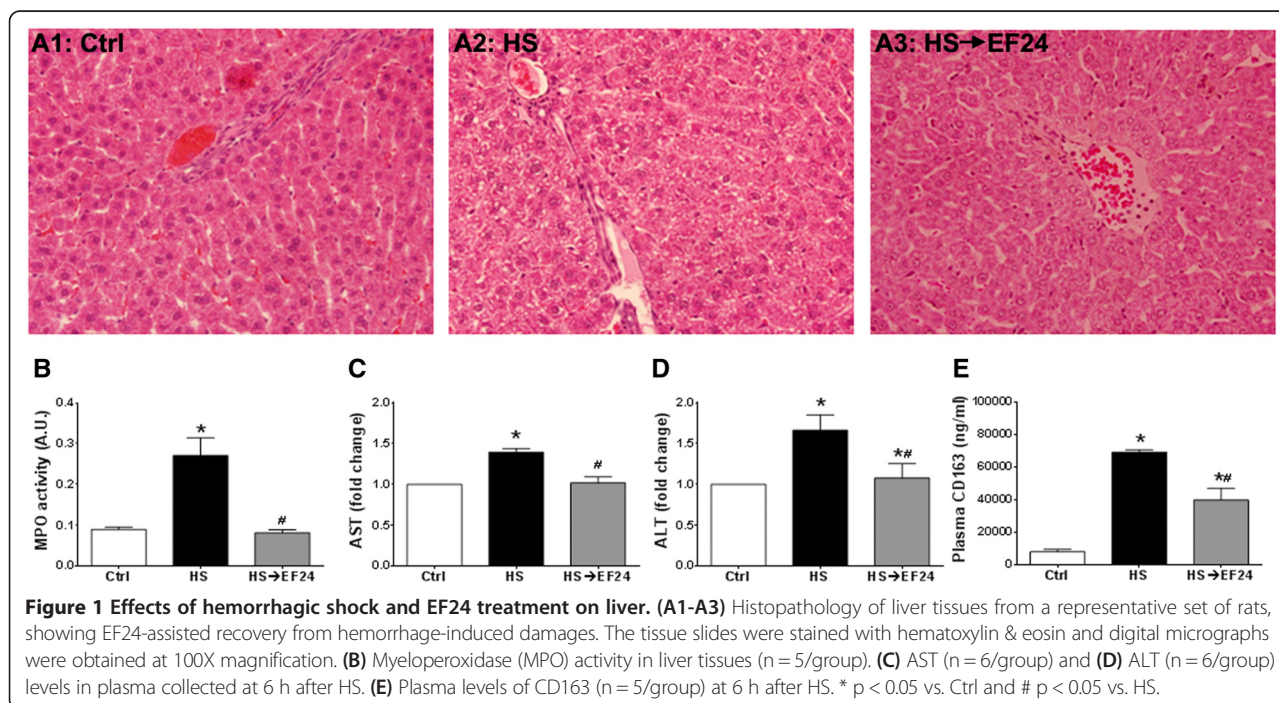 A1: Ctrl
A2: HS
A3: HS→EF24
B
MPO activity (A.U.)
0.4
0.3
0.2
0.1
0.0
*
#
Ctrl
HS
HS→EF24
C
AST (fold change)
2.0
1.5
1.0
0.5
0.0
*
#
Ctrl
HS
HS→EF24
D
ALT (fold change)
2.0
1.5
1.0
0.5
0.0
*
*#
Ctrl
HS
HS→EF24
E
Plasma CD163 (ng/ml)
100000
80000
60000
40000
20000
0
*
*#
Ctrl
HS
HS→EF24
Figure 1 Effects of hemorrhagic shock and EF24 treatment on liver. (A1-A3) Histopathology of liver tissues from a representative set of rats,
showing EF24-assisted recovery from hemorrhage-induced damages. The tissue slides were stained with hematoxylin & eosin and digital micrographs
were obtained at 100X magnification. (B) Myeloperoxidase (MPO) activity in liver tissues (n = 5/group). (C) AST (n = 6/group) and (D) ALT (n = 6/group)
levels in plasma collected at 6 h after HS. (E) Plasma levels of CD163 (n = 5/group) at 6 h after HS. * p < 0.05 vs. Ctrl and # p < 0.05 vs. HS.